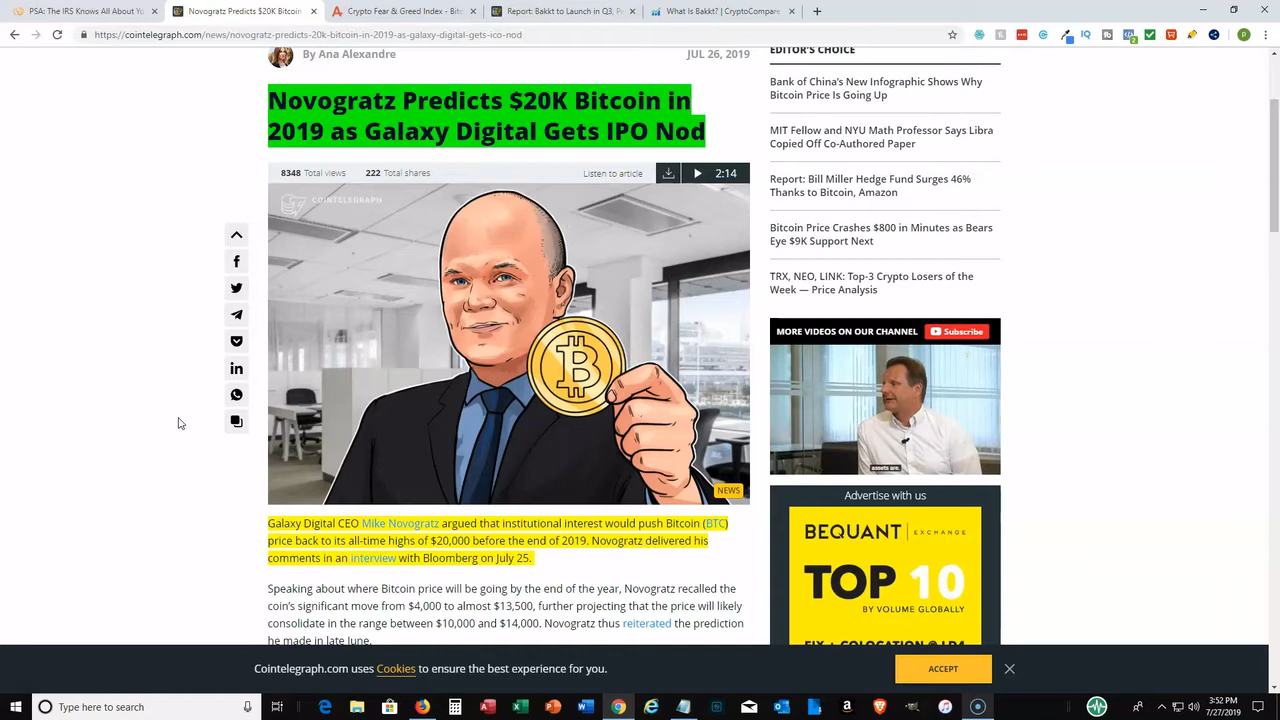 PSA: The IRS Knows All About Yo
Novogratz Predicts $20K Bitcoin
Crypto Fear & Greed Index - Bitc
Report: Bakkt to Launch in Q3, P
What Is Bakkt? | CryptoCompare
https://cointelegraph.com/news/novogratz-predicts-20k-bitcoin-in-2019-as-galaxy-digital-gets-ico-nod
By Ana Alexandre
JUL 26, 2019
Novogratz Predicts $20K Bitcoin in
2019 as Galaxy Digital Gets IPO Nod
8348 Total views
222 Total shares
Listen to article
2:14
COINTELEGRAPH
NEWS
Galaxy Digital CEO Mike Novogratz argued that institutional interest would push Bitcoin (BTC)
price back to its all-time highs of $20,000 before the end of 2019. Novogratz delivered his
comments in an interview with Bloomberg on July 25.
Speaking about where Bitcoin price will be going by the end of the year, Novogratz recalled the
coin's significant move from $4,000 to almost $13,500, further projecting that the price will likely
consolidate in the range between $10,000 and $14,000. Novogratz thus reiterated the prediction
he made in late June.
EDITOR'S CHOICE
Bank of China's New Infographic Shows Why
Bitcoin Price Is Going Up
MIT Fellow and NYU Math Professor Says Libra
Copied Off Co-Authored Paper
Report: Bill Miller Hedge Fund Surges 46%
Thanks to Bitcoin, Amazon
Bitcoin Price Crashes $800 in Minutes as Bears
Eye $9K Support Next
TRX, NEO, LINK: Top-3 Crypto Losers of the
Week — Price Analysis
MORE VIDEOS ON OUR CHANNEL
Subscribe
assets are.
Advertise with us
BEQUANT | EXCHANGE
TOP 10
BY VOLUME GLOBALLY
FIX + COLOCATION @ LD4
Cointelegraph.com uses Cookies to ensure the best experience for you.
ACCEPT
Type here to search
3:52 PM
7/27/2019